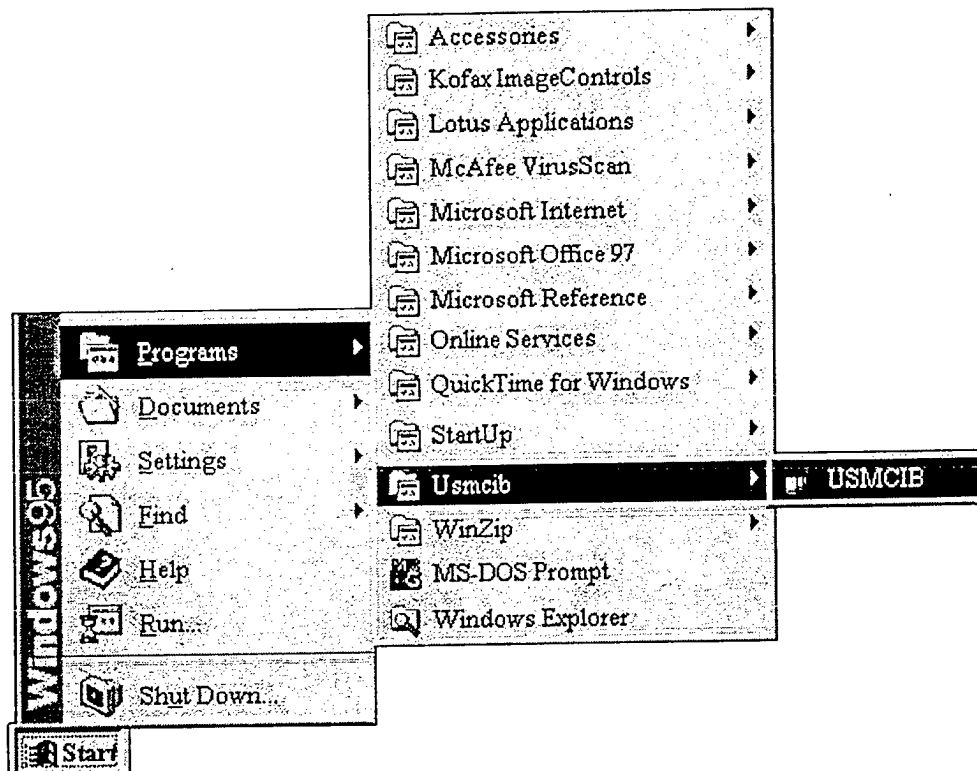 Accessories
Kofax ImageControls
Lotus Applications
McAfee VirusScan
Microsoft Internet
Microsoft Office 97
Microsoft Reference
Online Services
QuickTime for Windows
StartUp
Usmcib
USMCIB
WinZip
MS-DOS Prompt
Windows Explorer
Programs
Documents
Settings
Find
Help
Run...
Shut Down...
Windows95
Start